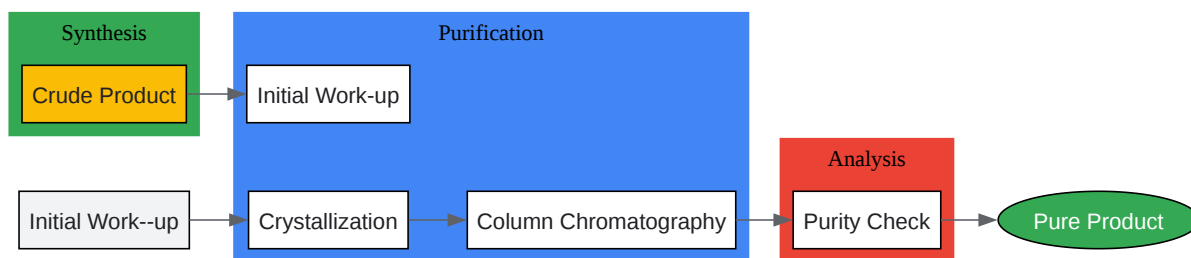 Synthesis
Purification
Crude Product
Initial Work-up
Analysis
Initial Work--up
Crystallization
Column Chromatography
Purity Check
Pure Product